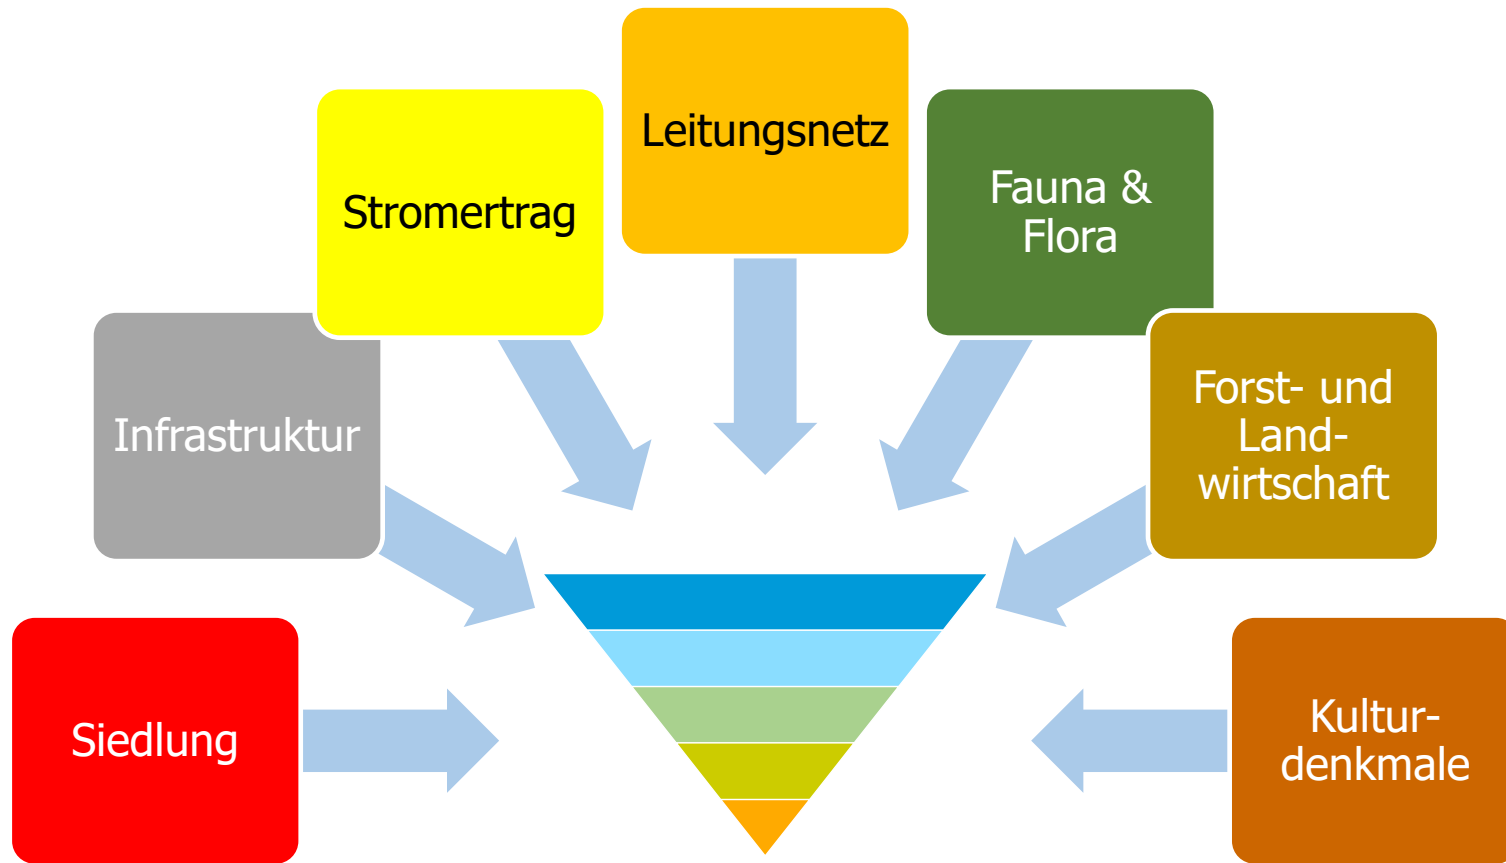 Leitungsnetz
Stromertrag
Fauna &
Flora
Infrastruktur
Forst- und
Land-
wirtschaft
Siedlung
Kultur-
denkmale